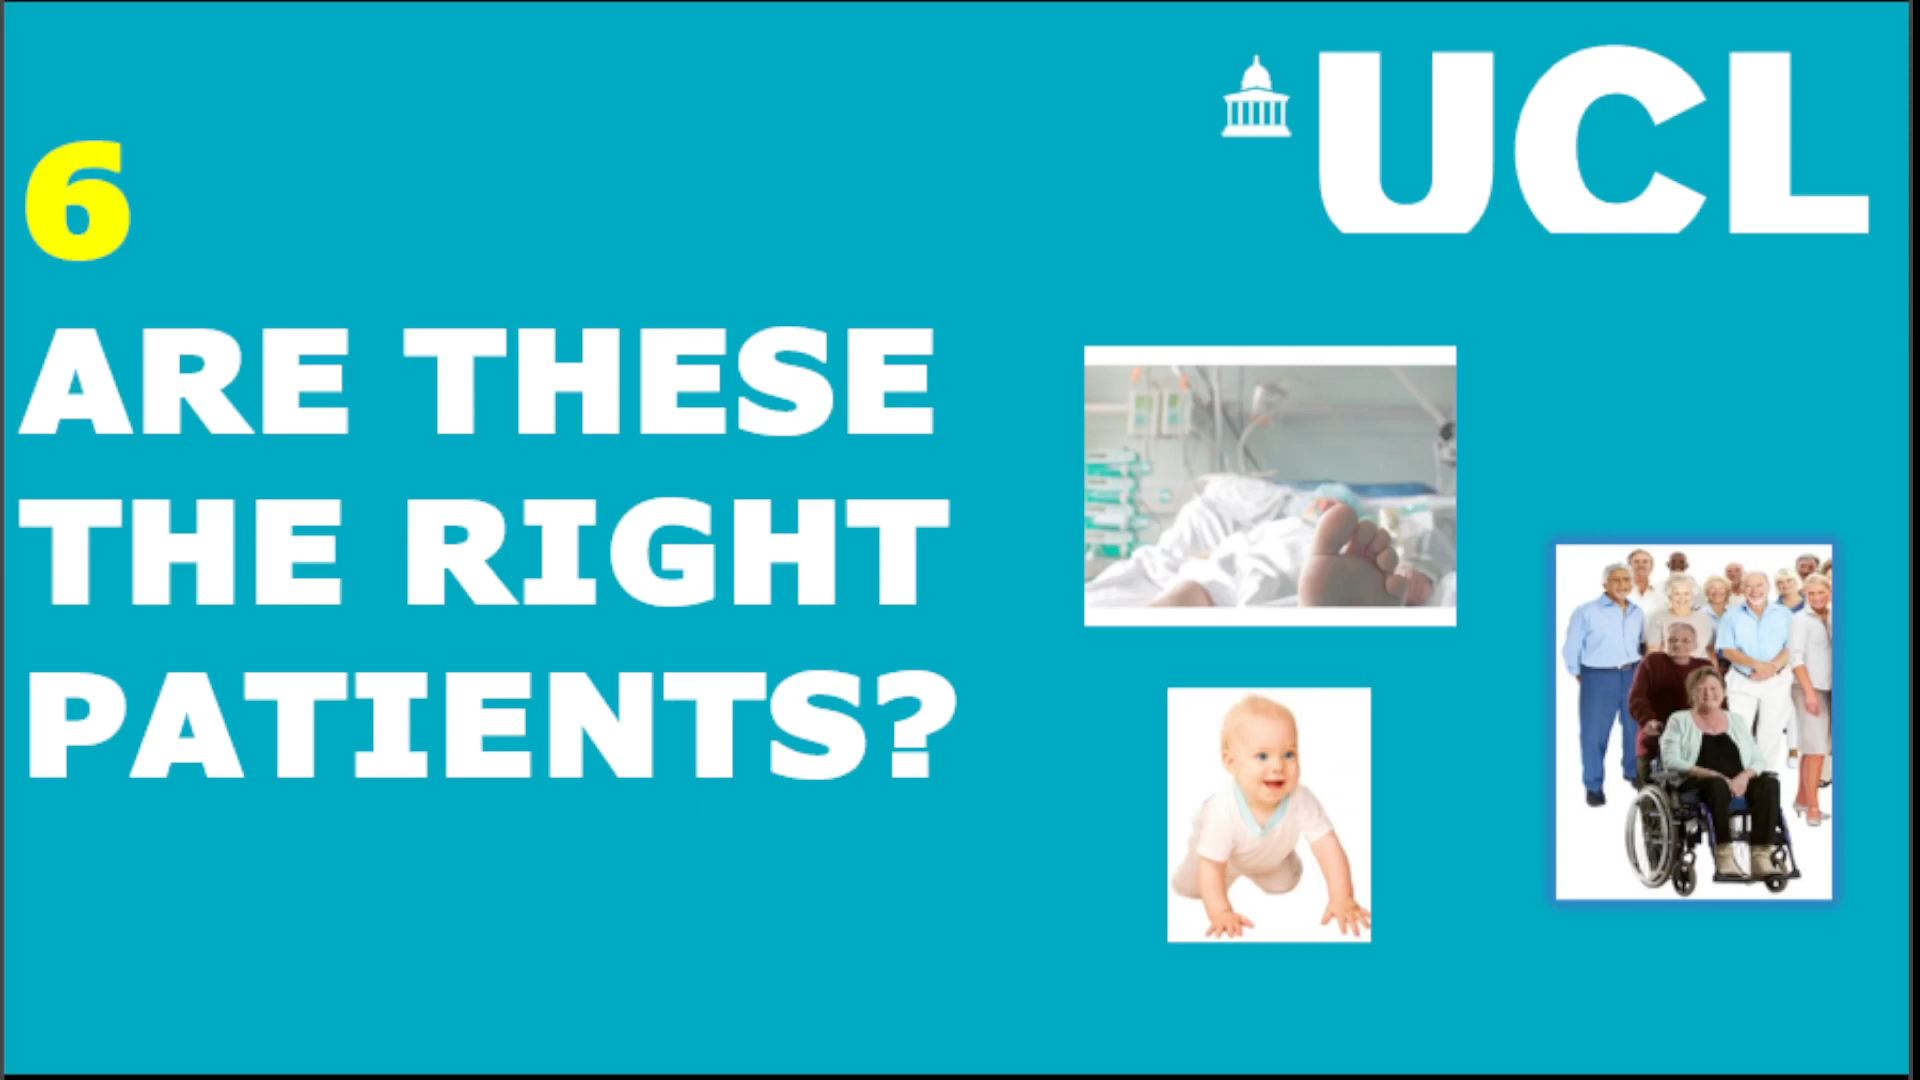 UCL
6
ARE THESE
THE RIGHT
PATIENTS?